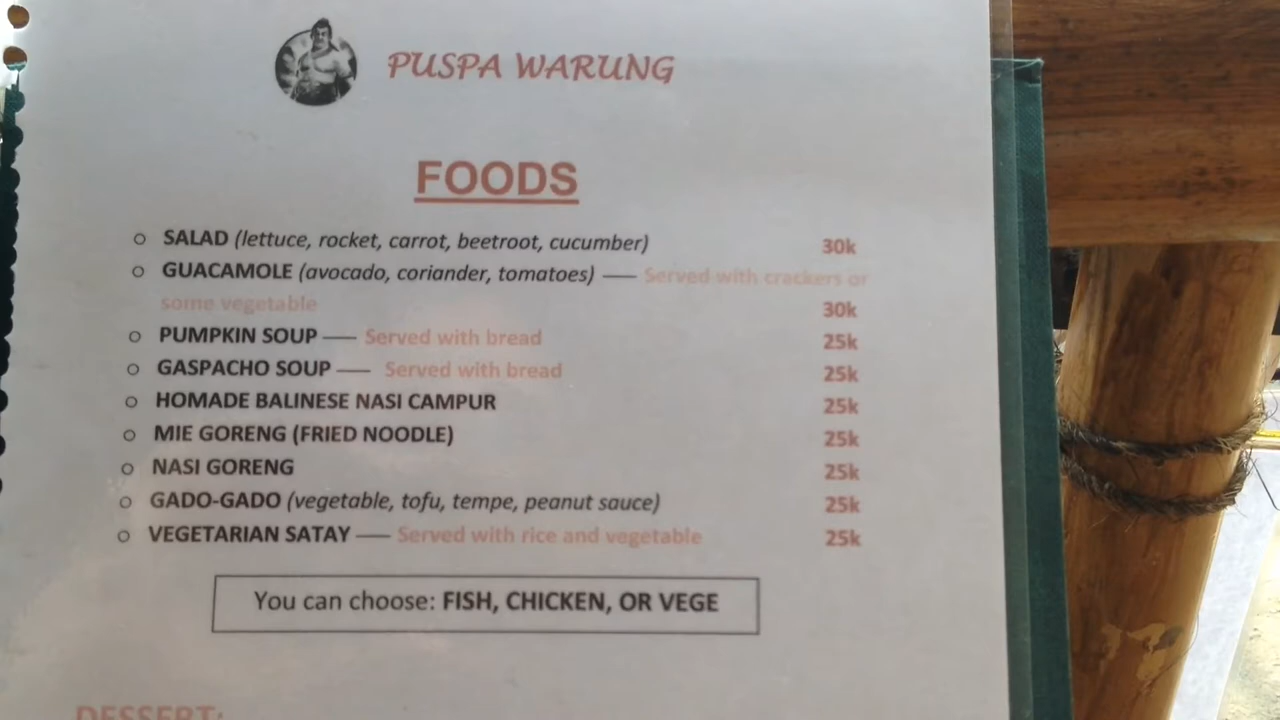 PUSPA WARUNG
FOODS
SALAD (lettuce, rocket, carrot, beetroot, cucumber) 30k
GUACAMOLE (avocado, coriander, tomatoes) — Served with crackers or
some vegetable 30k
PUMPKIN SOUP — Served with bread 25k
GASPACHO SOUP — Served with bread 25k
HOMADE BALINESE NASI CAMPUR 25k
MIE GORENG (FRIED NOODLE) 25k
NASI GORENG 25k
GADO-GADO (vegetable, tofu, tempe, peanut sauce) 25k
VEGETARIAN SATAY — Served with rice and vegetable 25k
You can choose: FISH, CHICKEN, OR VEGE
DESSERT: